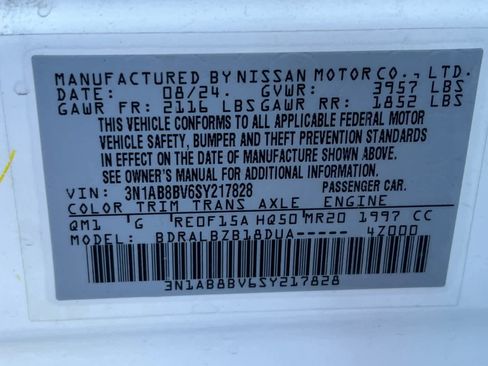 MANUFACTURED BY NISSAN MOTOR CO., LTD.
DATE: 08/24. GVWR: 3957 LBS
GAWR FR: 2116 LBS GAWR RR: 1852 LBS
THIS VEHICLE CONFORMS TO ALL APPLICABLE FEDERAL MOTOR
VEHICLE SAFETY, BUMPER AND THEFT PREVENTION STANDARDS
IN EFFECT ON THE DATE OF MANUFACTURE SHOWN ABOVE.
SEE OWNER'S MANUAL FOR ADDITIONAL INFORMATION
VIN: 3N1AB8BV6SY217828 PASSENGER CAR.
COLOR TRIM TRANS AXLE ENGINE
QM1 G RE0F15A HQ50 MR20 1997 CC
MODEL: BDRALBZB18DUA----- 4Z000
3N1AB8BV6SY217828